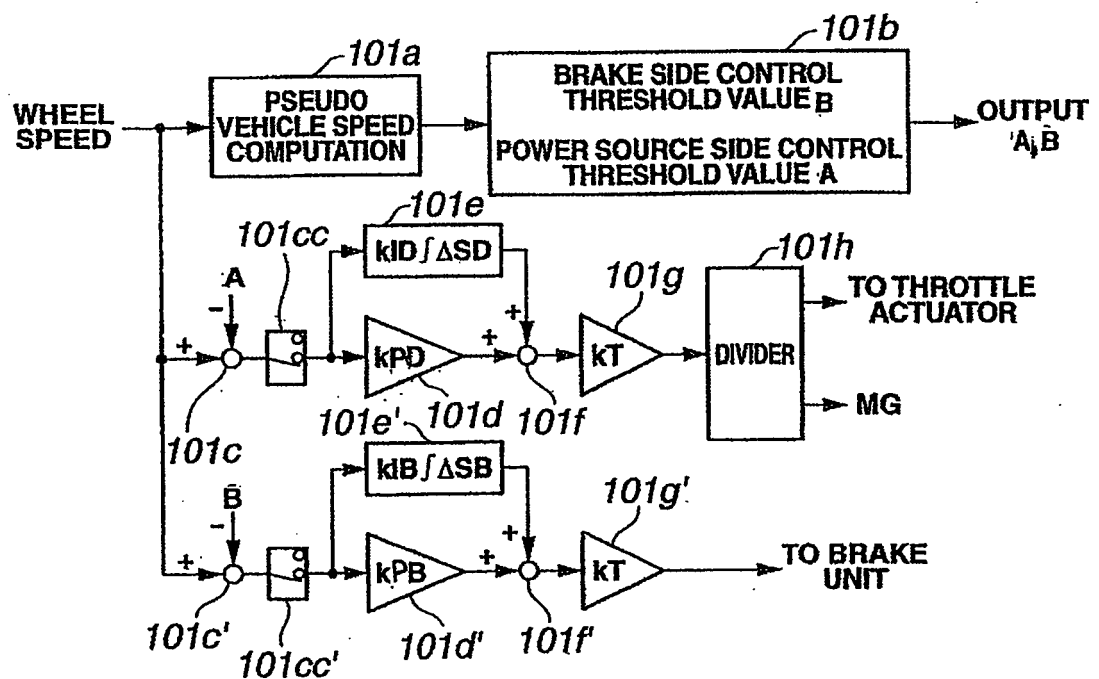 101a
101b
WHEEL SPEED
PSEUDO VEHICLE SPEED COMPUTATION
BRAKE SIDE CONTROL THRESHOLD VALUE B
POWER SOURCE SIDE CONTROL THRESHOLD VALUE A
OUTPUT A, B
101cc
101e
101h
A
kID∫ΔSD
101g
-
+
+
+
kPD
kT
DIVIDER
TO THROTTLE ACTUATOR
MG
101c
101e'
101d
101f
B
kIB∫ΔSB
101g'
-
+
+
+
kPB
kT
TO BRAKE UNIT
101c'
101cc'
101d'
101f'